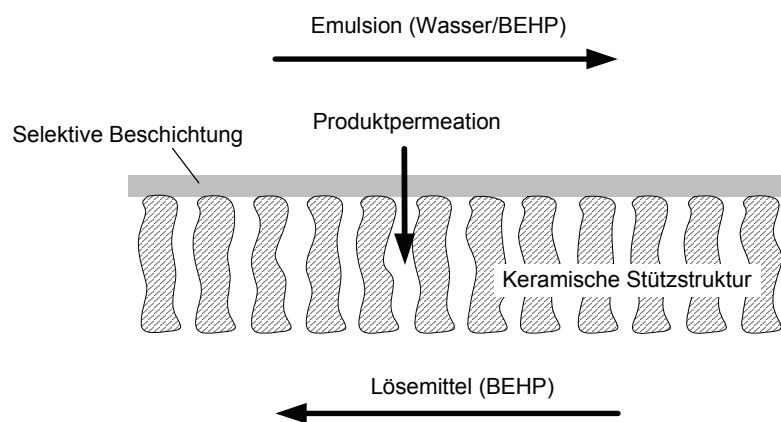 Emulsion (Wasser/BEHP)
Produktpermeation
Selektive Beschichtung
Keramische Stützstruktur
Lösemittel (BEHP)